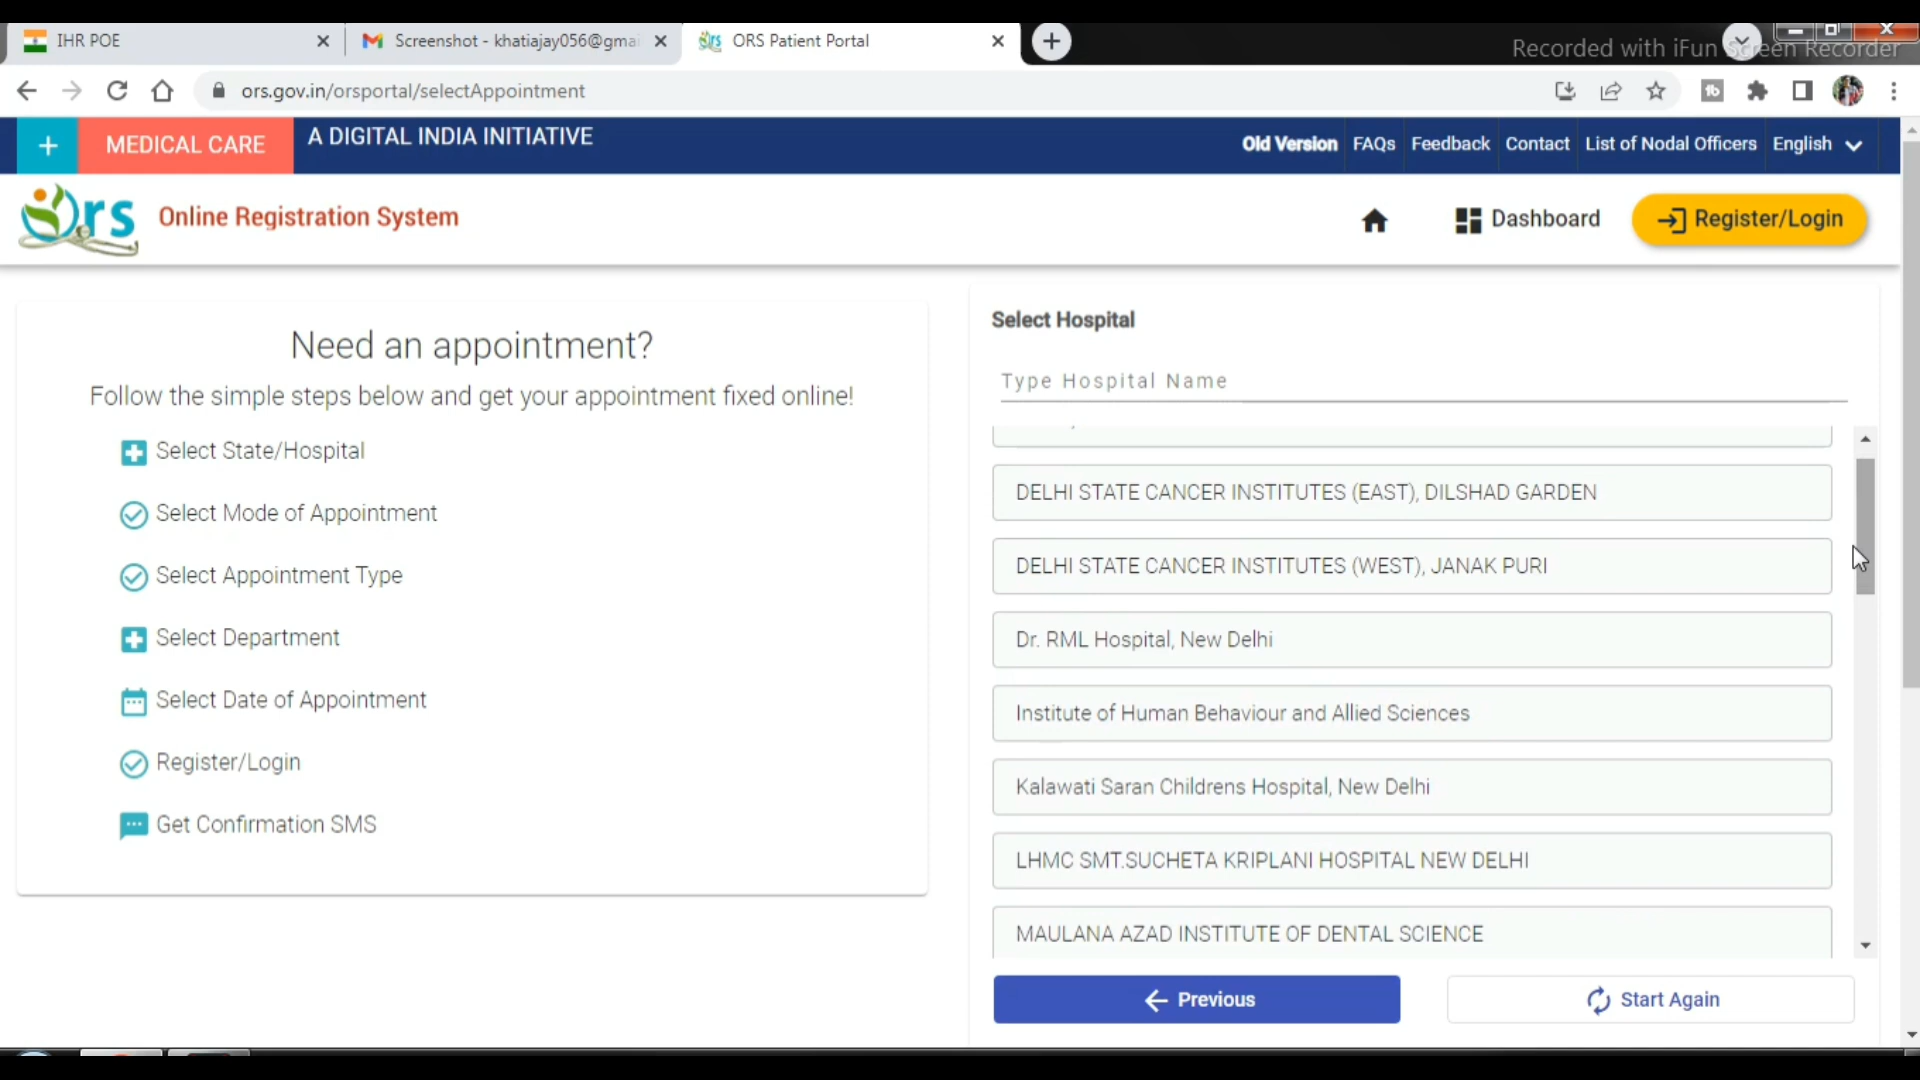 IHR POE
Screenshot - khatiajay056@gmai
ORS Patient Portal
Recorded with iFun Screen Recorder
ors.gov.in/orsportal/selectAppointment
MEDICAL CARE
A DIGITAL INDIA INITIATIVE
Old Version
FAQs
Feedback
Contact
List of Nodal Officers
English
Ors
Online Registration System
Dashboard
Register/Login
Need an appointment?
Follow the simple steps below and get your appointment fixed online!
Select State/Hospital
Select Mode of Appointment
Select Appointment Type
Select Department
Select Date of Appointment
Register/Login
Get Confirmation SMS
Select Hospital
Type Hospital Name
DELHI STATE CANCER INSTITUTES (EAST), DILSHAD GARDEN
DELHI STATE CANCER INSTITUTES (WEST), JANAK PURI
Dr. RML Hospital, New Delhi
Institute of Human Behaviour and Allied Sciences
Kalawati Saran Childrens Hospital, New Delhi
LHMC SMT.SUCHETA KRIPLANI HOSPITAL NEW DELHI
MAULANA AZAD INSTITUTE OF DENTAL SCIENCE
Previous
Start Again